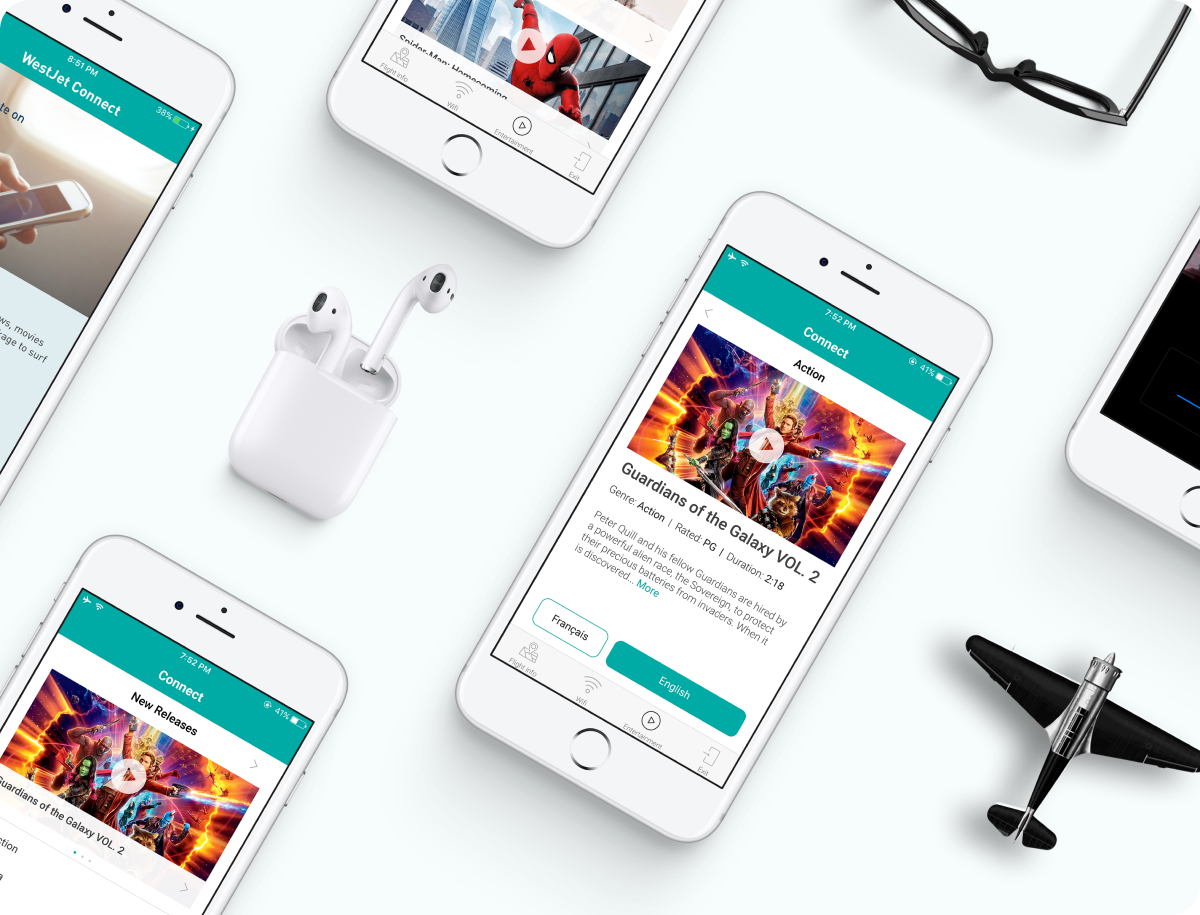 8:51 PM
38%
WestJet Connect
te on
ws, movies
kage to surf
Spider-Man: Homecoming
Flight info
Wifi
Entertainment
Exit
7:52 PM
41%
Connect
Action
Guardians of the Galaxy VOL. 2
Genre: Action | Rated: PG | Duration: 2:18
Peter Quill and his fellow Guardians are hired by
a powerful alien race, the Sovereign, to protect
their precious batteries from invaders. When it
is discovered... More
Français
English
Flight info
Wifi
Entertainment
Exit
7:52 PM
41%
Connect
New Releases
Guardians of the Galaxy VOL. 2
ction